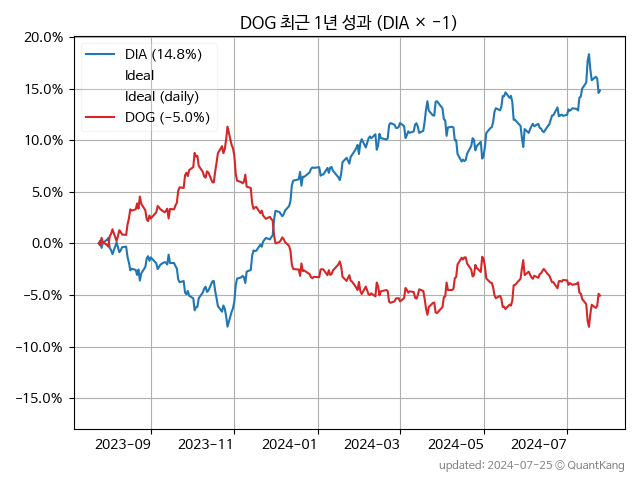 DOG 최근 1년 성과 (DIA × −1)
20.0%
15.0%
10.0%
5.0%
0.0%
−5.0%
−10.0%
−15.0%
DIA (14.8%)
Ideal
Ideal (daily)
DOG (−5.0%)
2023-09
2023-11
2024-01
2024-03
2024-05
2024-07
updated: 2024-07-25 © QuantKang